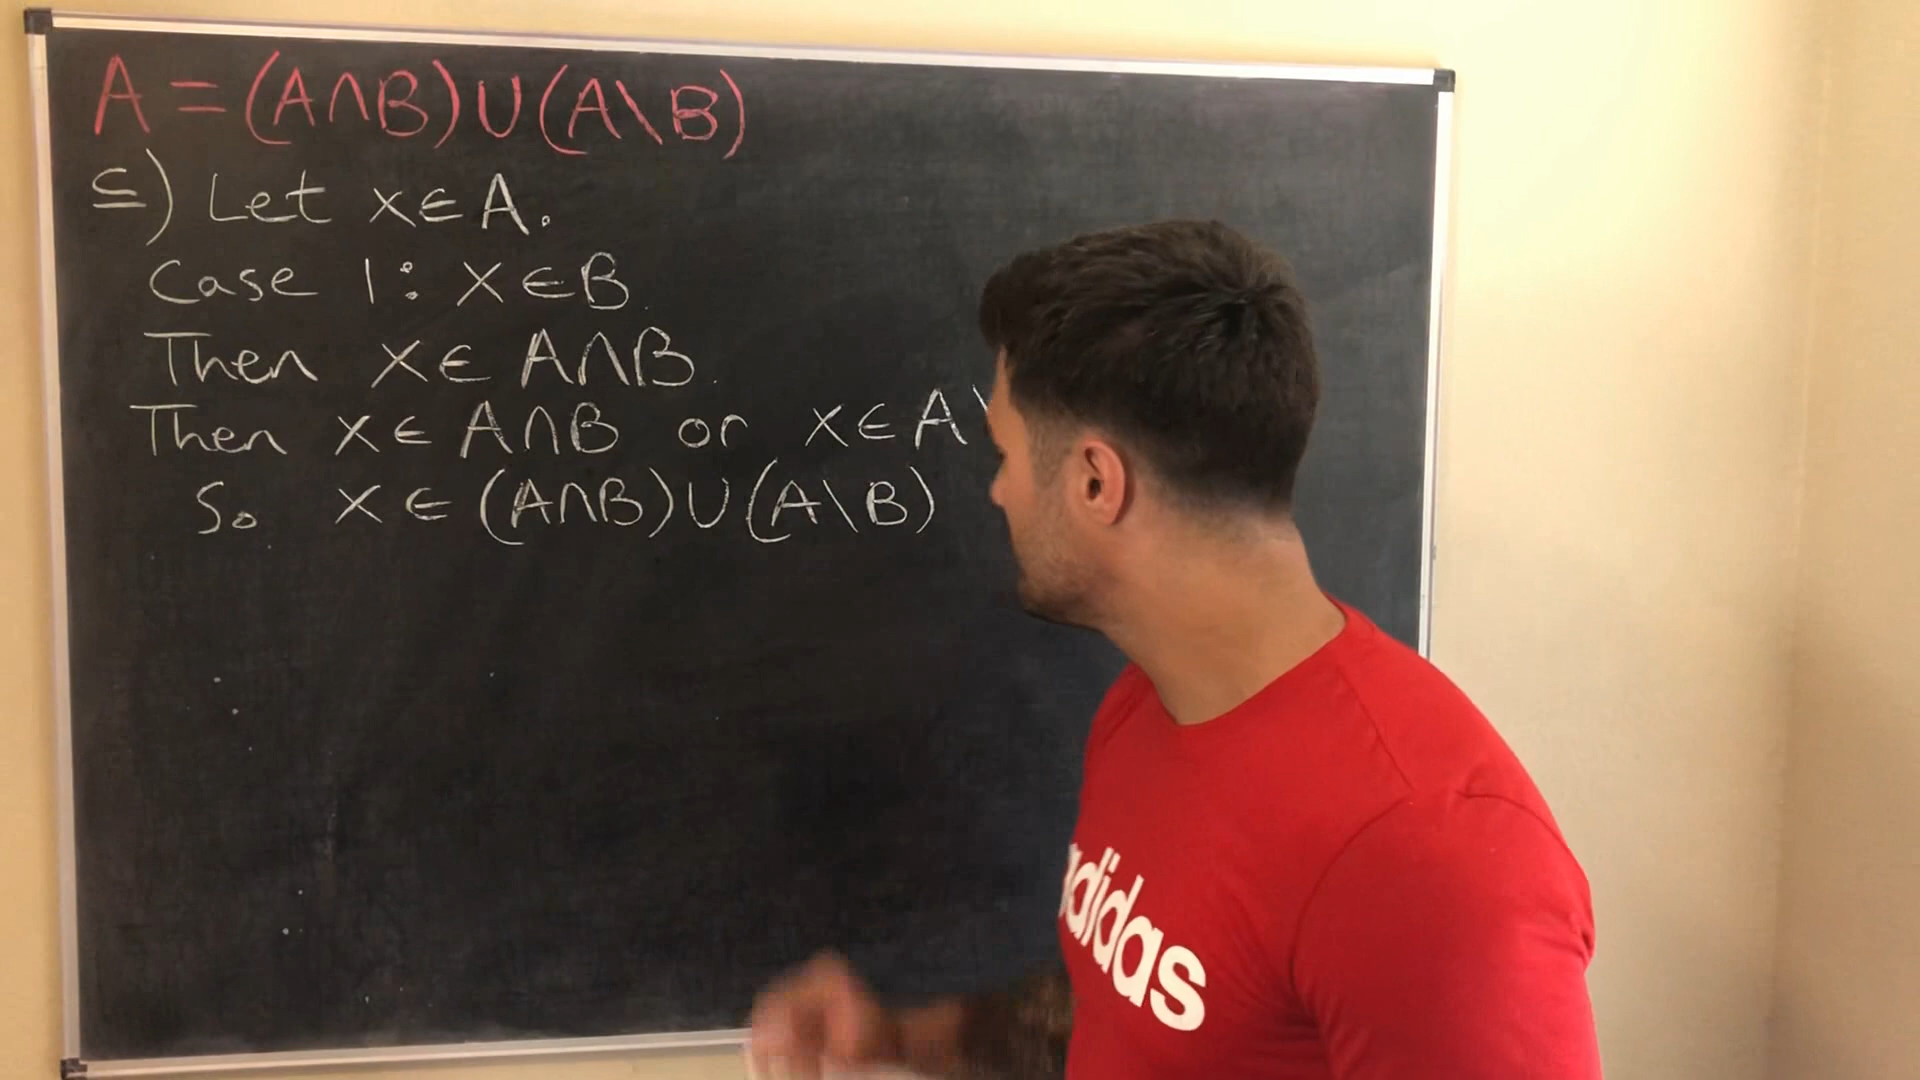 A = (A∩B) ∪ (A\B)
⊆) Let x∈A.
Case 1: x∈B.
Then x∈ A∩B.
Then x∈ A∩B or x∈A\
So x ∈ (A∩B)∪(A\B)
adidas